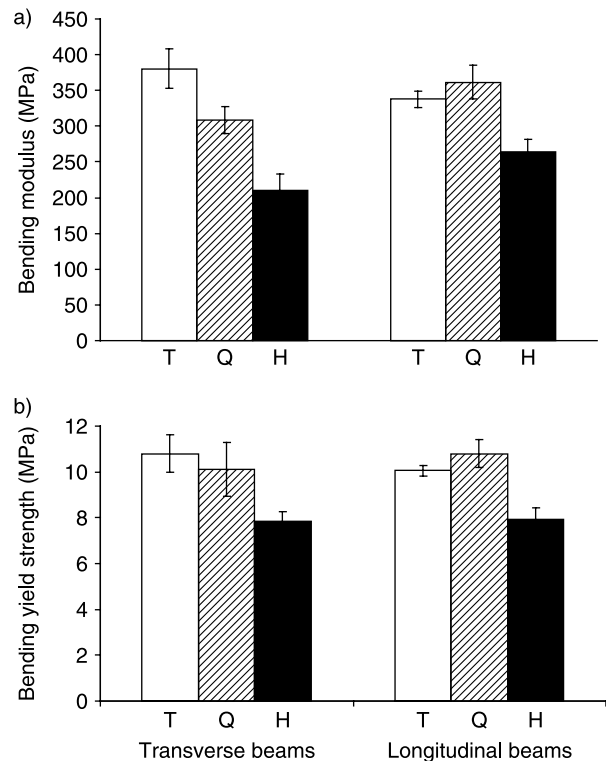 a)
Bending modulus (MPa)
450
400
350
300
250
200
150
100
50
0
T Q H T Q H
b)
Bending yield strength (MPa)
12
10
8
6
4
2
0
T Q H T Q H
Transverse beams Longitudinal beams